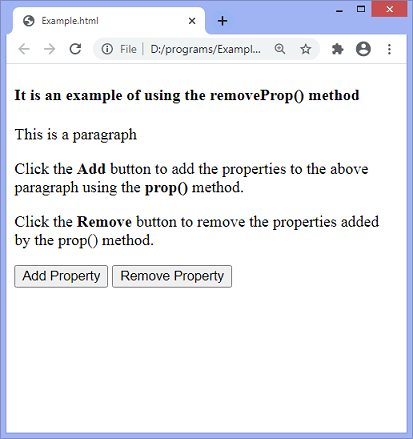 Example.html
File | D:/programs/Exampl...
It is an example of using the removeProp() method
This is a paragraph
Click the Add button to add the properties to the above
paragraph using the prop() method.
Click the Remove button to remove the properties added
by the prop() method.
Add Property Remove Property